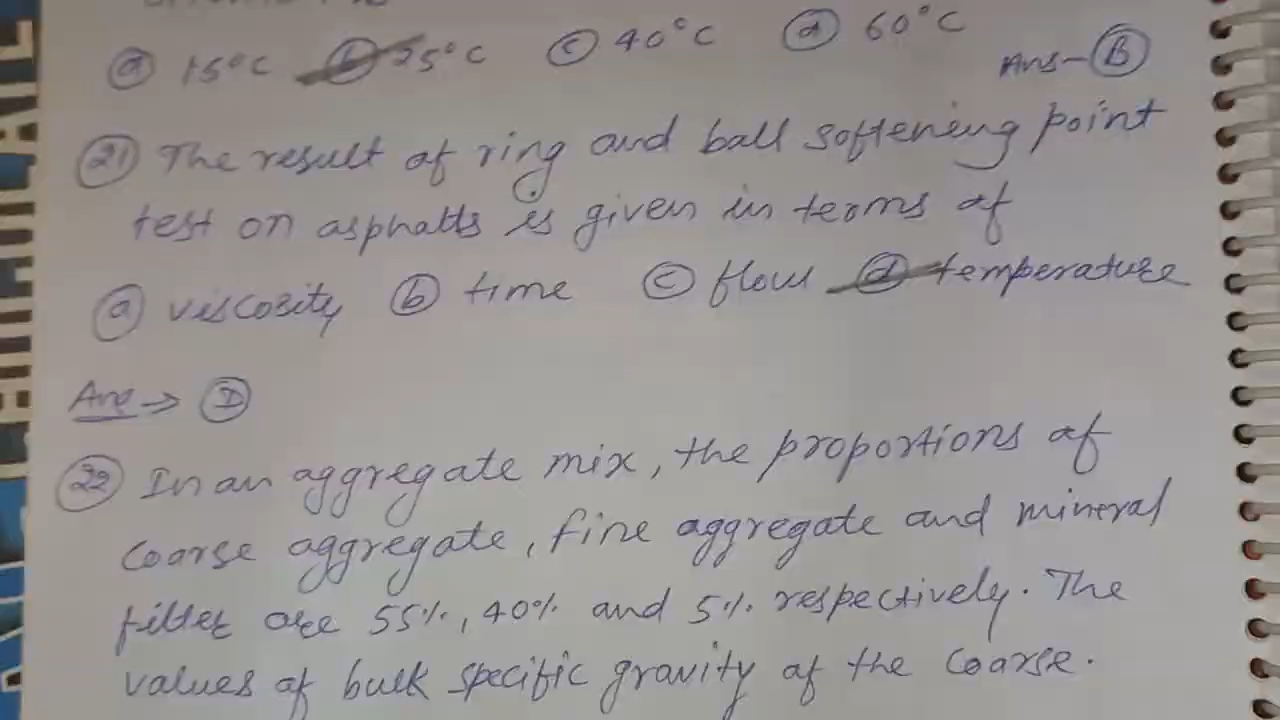 ⓐ 15°C ⓑ 25°C ⓒ 40°C ⓓ 60°C
Ans-Ⓑ
㉑ The result of ring and ball softening point
test on asphalts is given in terms of
ⓐ viscosity ⓑ time ⓒ flow ⓓ temperature
Ans → Ⓓ
㉒ In an aggregate mix, the proportions of
coarse aggregate, fine aggregate and mineral
filler are 55%, 40% and 5% respectively. The
values of bulk specific gravity of the coarse.